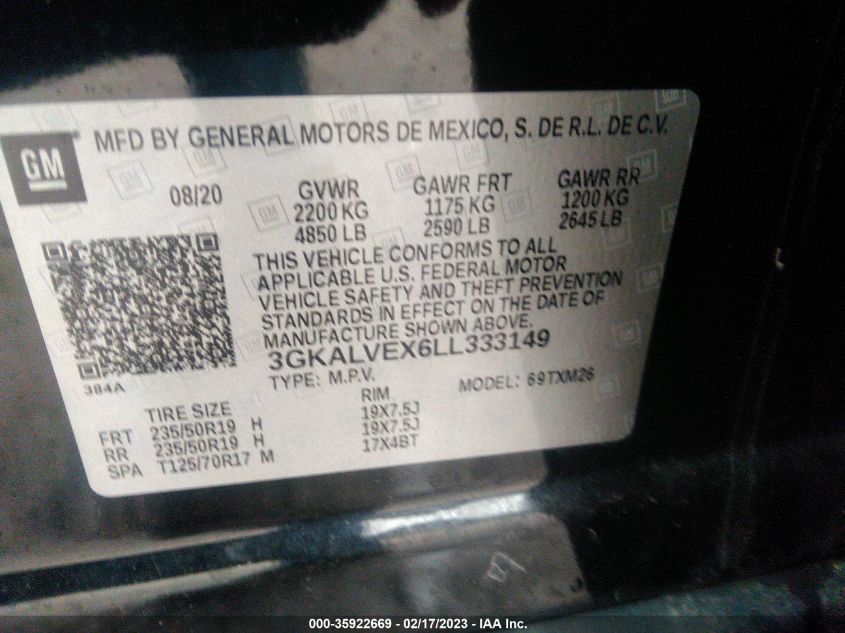 GM
MFD BY GENERAL MOTORS DE MEXICO, S. DE R.L. DE C.V.
08/20
GVWR
2200 KG
4850 LB
GAWR FRT
1175 KG
2590 LB
GAWR RR
1200 KG
2645 LB
THIS VEHICLE CONFORMS TO ALL
APPLICABLE U.S. FEDERAL MOTOR
VEHICLE SAFETY AND THEFT PREVENTION
STANDARDS IN EFFECT ON THE DATE OF
MANUFACTURE SHOWN ABOVE.
3GKALVEX6LL333149
384A
TYPE: M.P.V.
MODEL: 69TXM26
TIRE SIZE RIM
FRT 235/50R19 H 19X7.5J
RR 235/50R19 H 19X7.5J
SPA T125/70R17 M 17X4BT
000-35922669 - 02/17/2023 - IAA Inc.